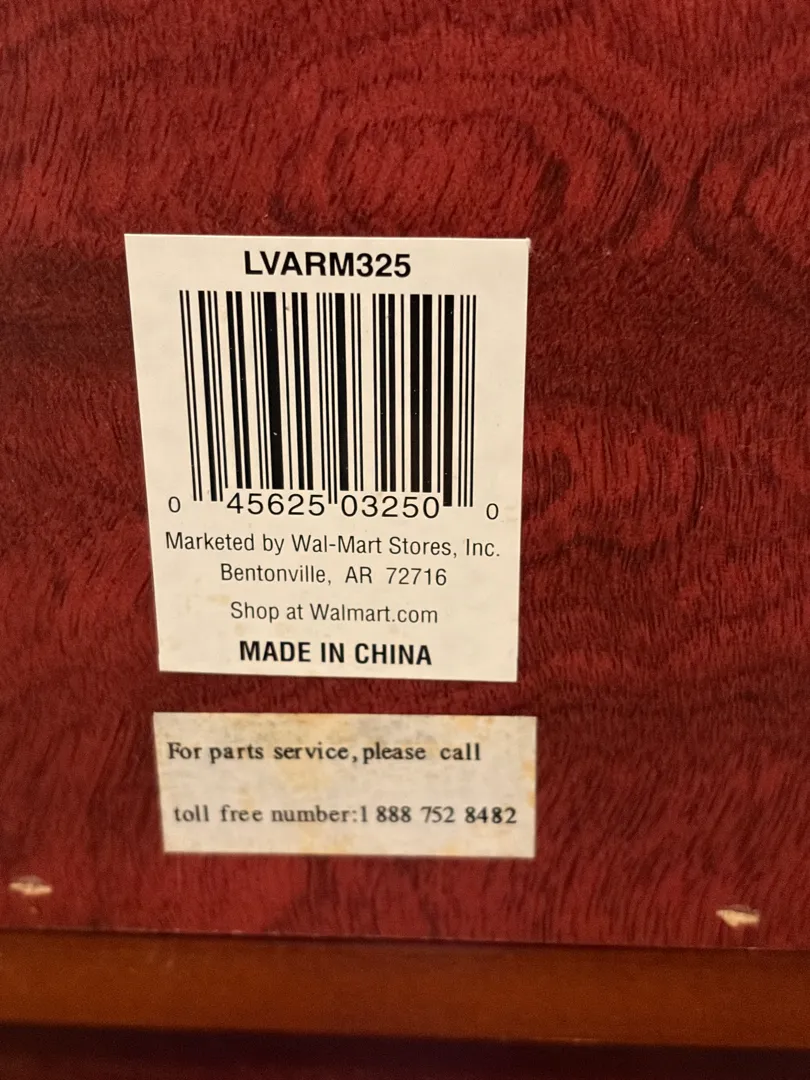 LVARM325
0 45625 03250 0
Marketed by Wal-Mart Stores, Inc.
Bentonville, AR 72716
Shop at Walmart.com
MADE IN CHINA
For parts service,please call
toll free number:1 888 752 8482